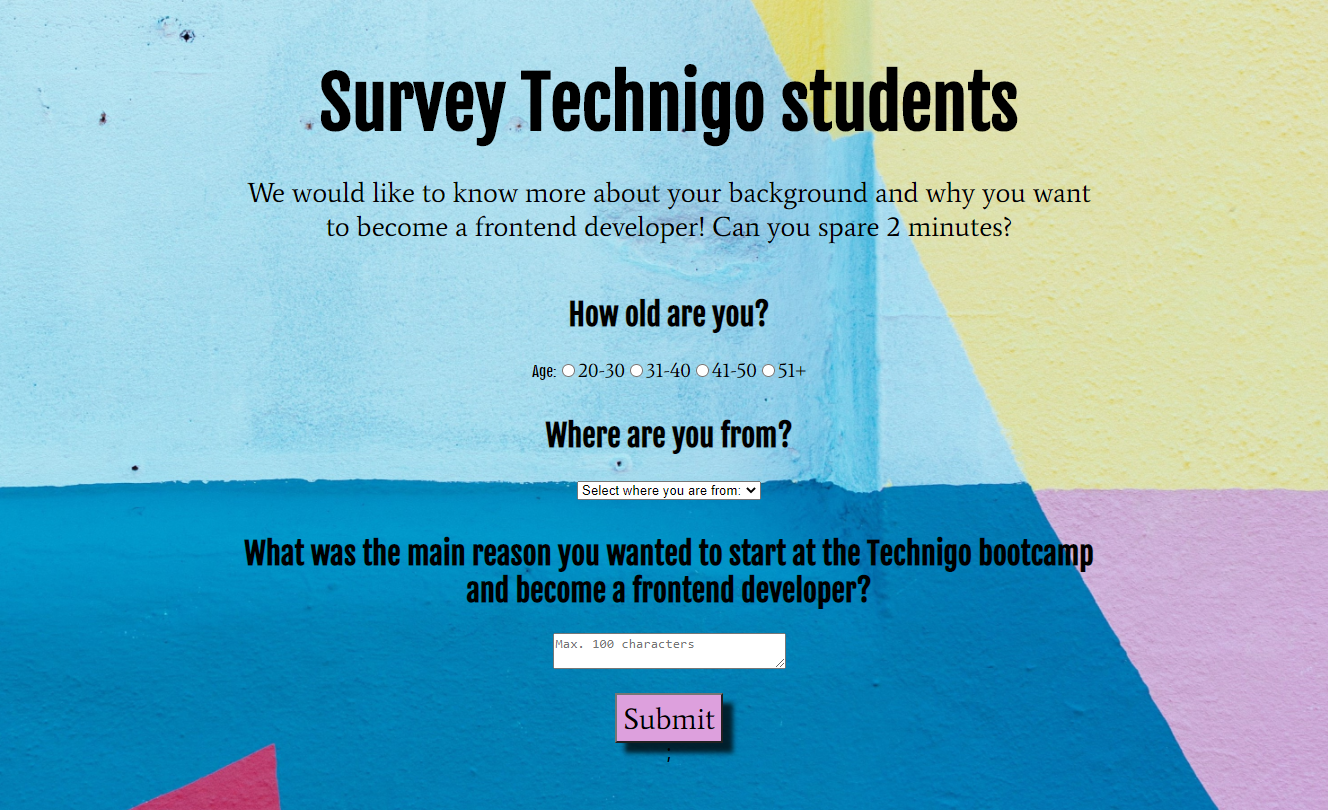 Survey Technigo students
We would like to know more about your background and why you want
to become a frontend developer! Can you spare 2 minutes?
How old are you?
Age: 20-30 31-40 41-50 51+
Where are you from?
Select where you are from:
What was the main reason you wanted to start at the Technigo bootcamp
and become a frontend developer?
Max. 100 characters
Submit
;